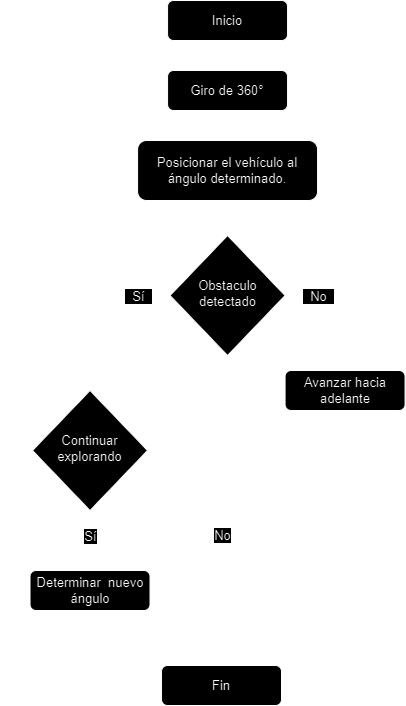 Inicio
Giro de 360°
Posicionar el vehículo al
ángulo determinado.
Obstaculo
detectado
Sí
No
Avanzar hacia
adelante
Continuar
explorando
Sí
No
Determinar nuevo
ángulo
Fin